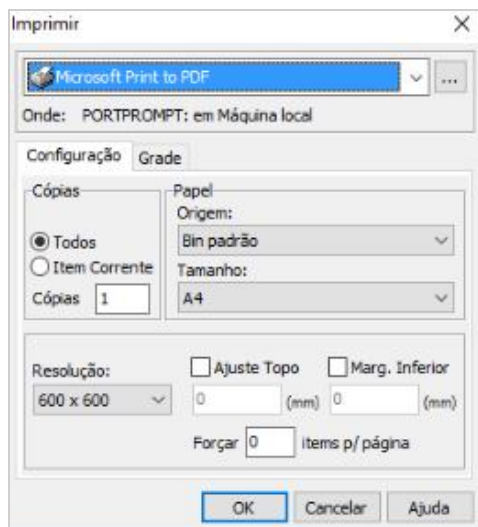 Imprimir
Microsoft Print to PDF
...
Onde: PORTPROMPT: em Máquina local
Configuração Grade
Cópias
Todos
Item Corrente
Cópias 1
Papel
Origem:
Bin padrão
Tamanho:
A4
Resolução:
600 x 600
Ajuste Topo Marg. Inferior
0 (mm) 0 (mm)
Forçar 0 items p/ página
OK Cancelar Ajuda